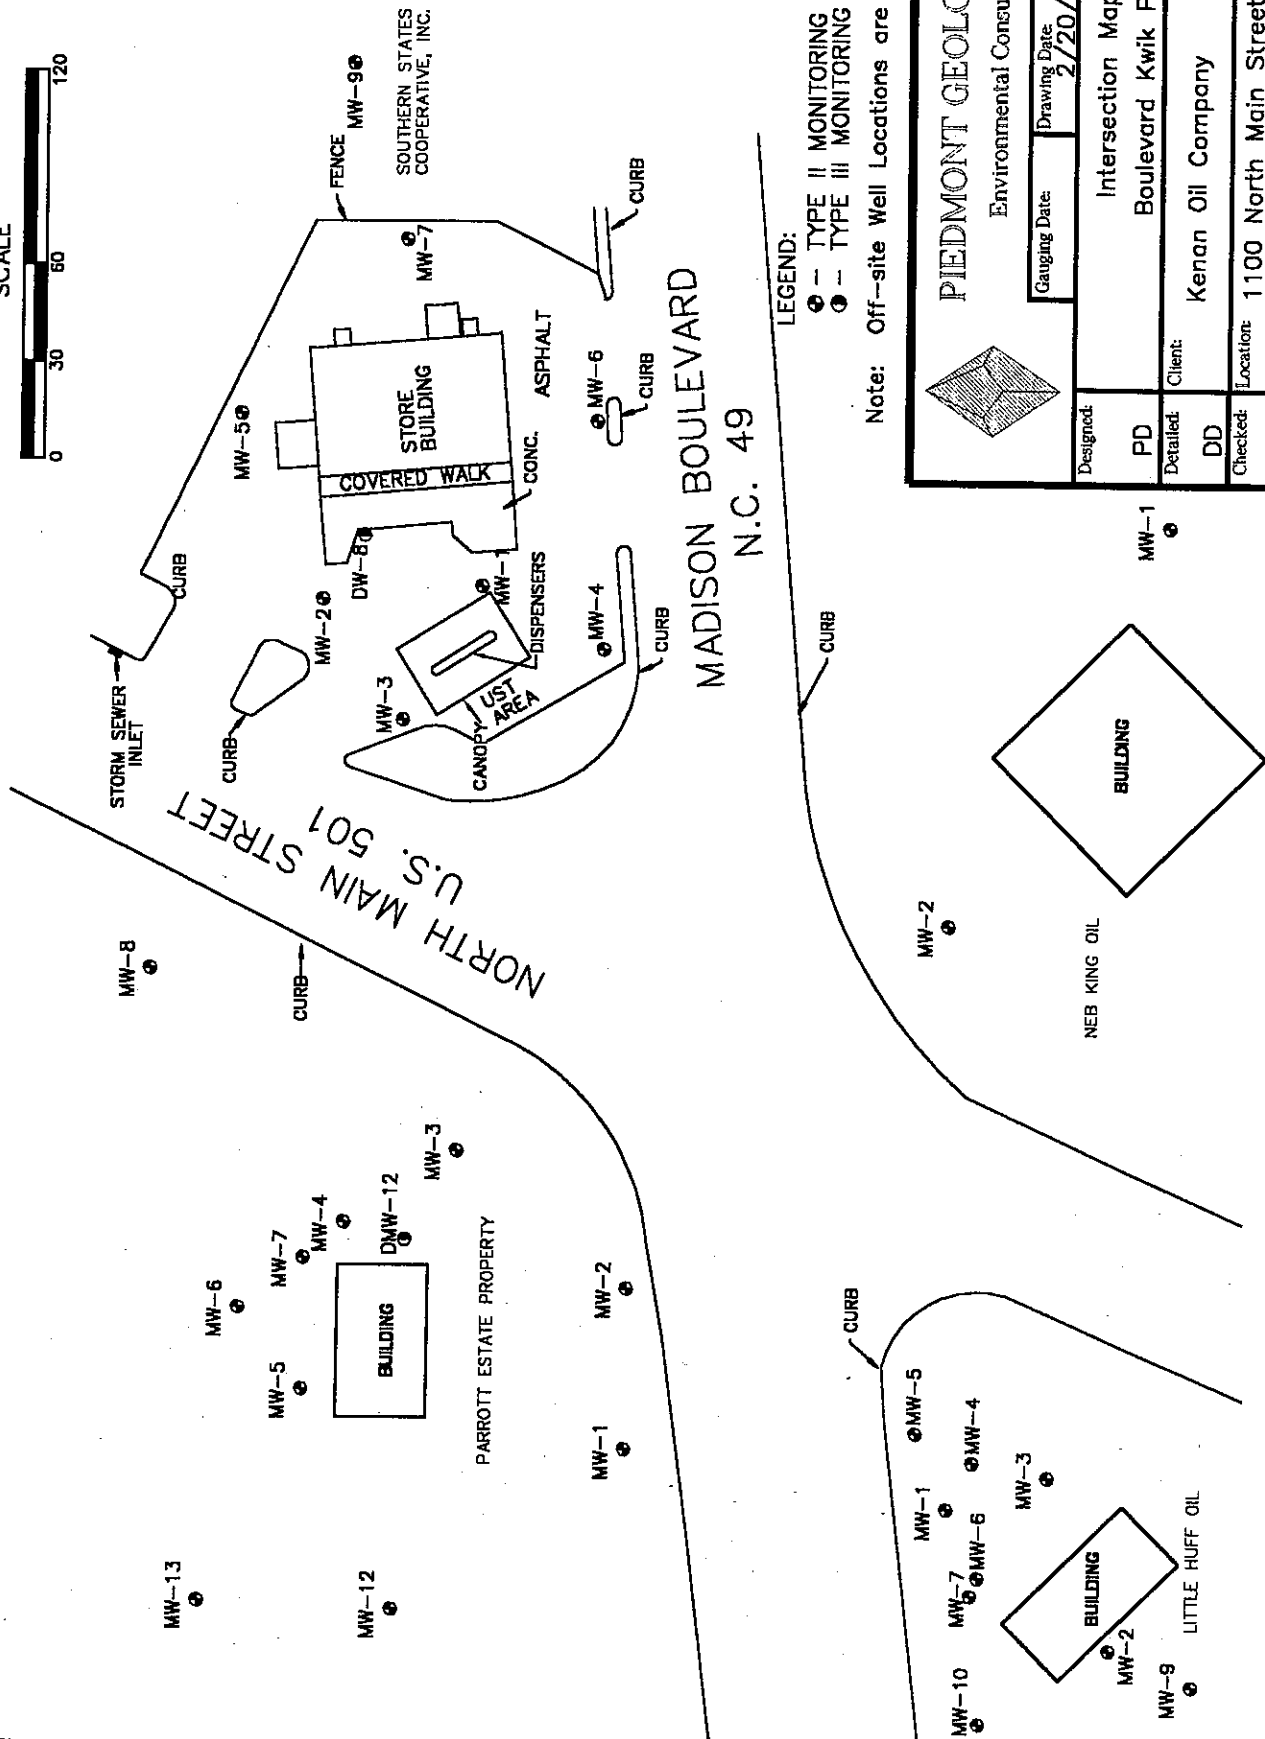 SCALE
0 30 60 120
STORM SEWER
INLET
CURB
CURB
MW-5
FENCE
MW-9
SOUTHERN STATES
COOPERATIVE, INC.
MW-7
MW-2
DW-8
STORE
BUILDING
COVERED WALK
CONC.
ASPHALT
MW-3
CANOPY
UST
AREA
MW-1
DISPENSERS
MW-4
MW-6
CURB
CURB
CURB
MADISON BOULEVARD
N.C. 49
NORTH MAIN STREET
U.S. 501
MW-8
CURB
MW-13
MW-12
MW-5
MW-6
MW-7
MW-4
DMW-12
MW-3
BUILDING
PARROTT ESTATE PROPERTY
MW-1
MW-2
CURB
CURB
MW-10
MW-7
MW-6
MW-1
MW-5
MW-4
MW-3
BUILDING
MW-2
MW-9
LITTLE HUFF OIL
MW-2
NEB KING OIL
BUILDING
MW-1
LEGEND:
- TYPE II MONITORING
- TYPE III MONITORING
Note: Off-site Well Locations are
PIEDMONT GEOLO
Environmental Consu
Gauging Date:
Drawing Date:
2/20/
Designed:
PD
Intersection Map
Boulevard Kwik P
Detailed:
DD
Client:
Kenan Oil Company
Checked:
Location: 1100 North Main Street